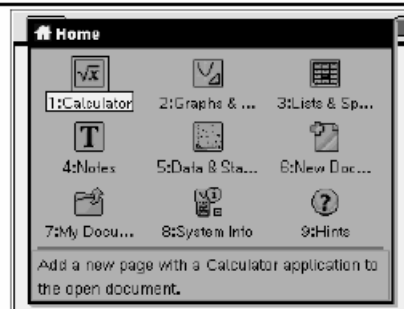 Home
1:Calculator 2:Graphs & ... 3:Lists & Sp...
4:Notes 5:Data & Sta... 6:New Doc...
7:My Docu... 8:System Info 9:Hints
Add a new page with a Calculator application to
the open document.